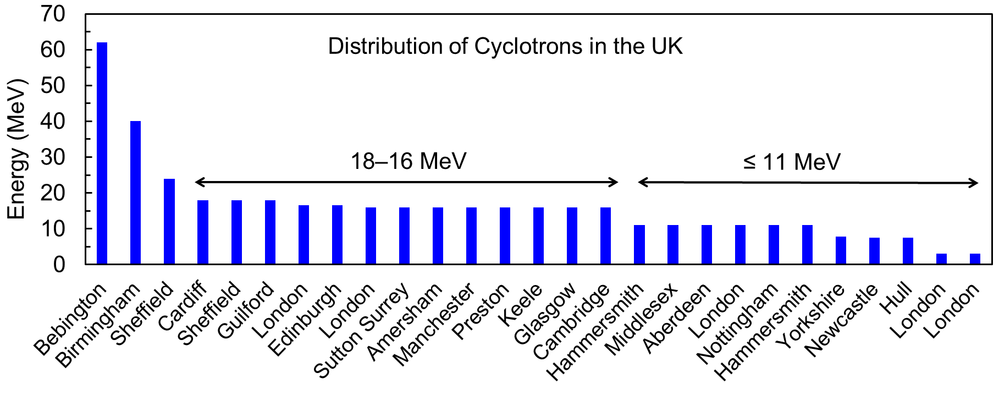 Distribution of Cyclotrons in the UK
Energy (MeV)
70
60
50
40
30
20
10
0
18–16 MeV
≤ 11 MeV
Bebington
Birmingham
Sheffield
Cardiff
Sheffield
Guilford
London
Edinburgh
London
Sutton Surrey
Amersham
Manchester
Preston
Keele
Glasgow
Cambridge
Hammersmith
Middlesex
Aberdeen
London
Nottingham
Hammersmith
Yorkshire
Newcastle
Hull
London
London